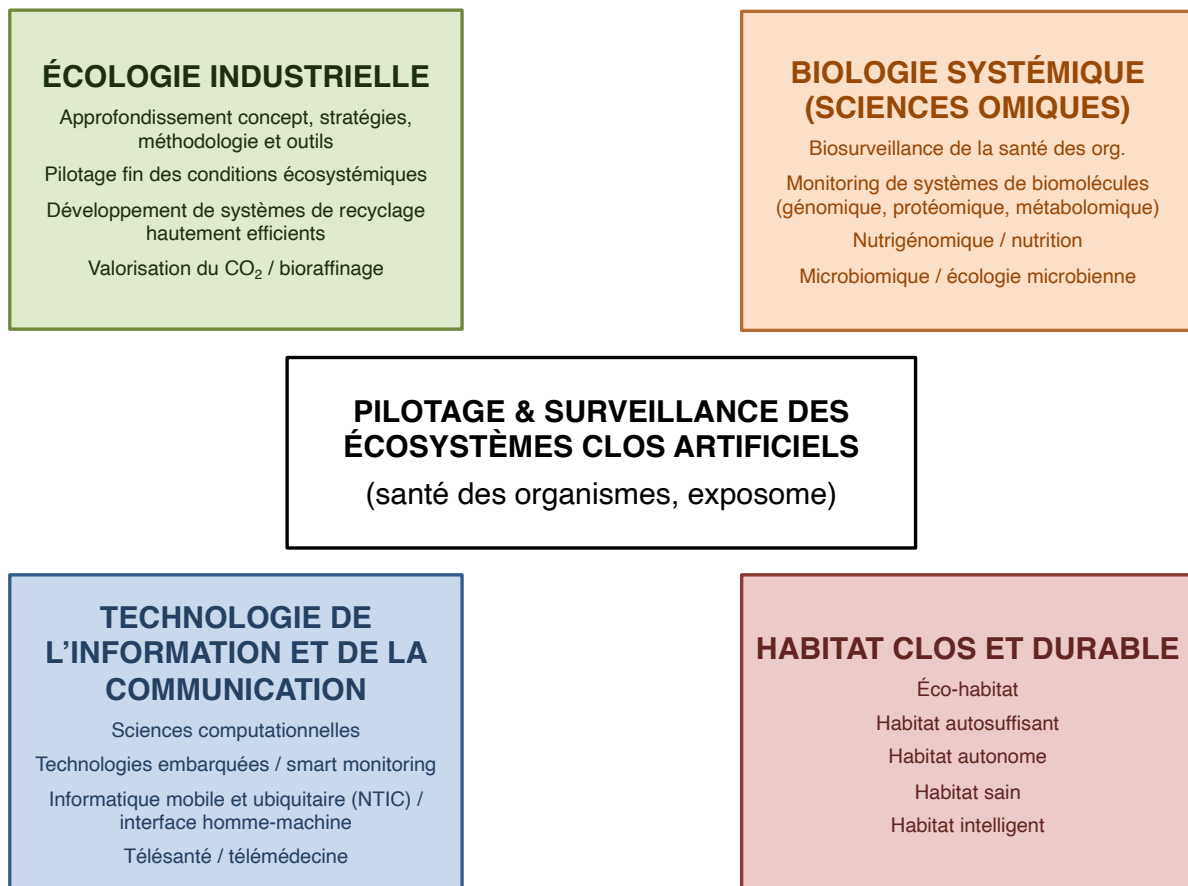 ÉCOLOGIE INDUSTRIELLE
Approfondissement concept, stratégies,
méthodologie et outils
Pilotage fin des conditions écosystémiques
Développement de systèmes de recyclage
hautement efficients
Valorisation du CO₂ / bioraffinage
BIOLOGIE SYSTÉMIQUE
(SCIENCES OMIQUES)
Biosurveillance de la santé des org.
Monitoring de systèmes de biomolécules
(génomique, protéomique, métabolomique)
Nutrigénomique / nutrition
Microbiomique / écologie microbienne
PILOTAGE & SURVEILLANCE DES
ÉCOSYSTÈMES CLOS ARTIFICIELS
(santé des organismes, exposome)
TECHNOLOGIE DE
L’INFORMATION ET DE LA
COMMUNICATION
Sciences computationnelles
Technologies embarquées / smart monitoring
Informatique mobile et ubiquitaire (NTIC) /
interface homme-machine
Télésanté / télémédecine
HABITAT CLOS ET DURABLE
Éco-habitat
Habitat autosuffisant
Habitat autonome
Habitat sain
Habitat intelligent